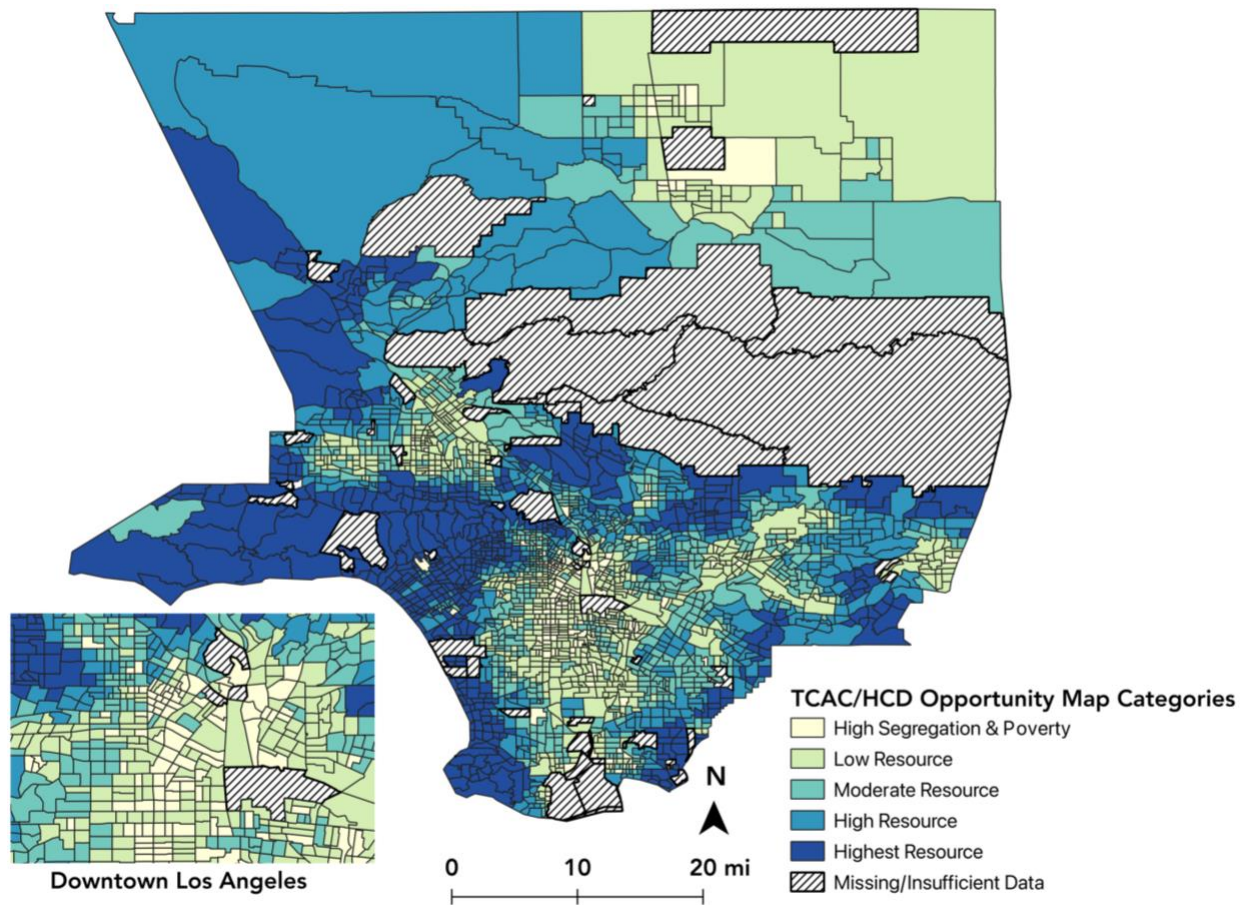 TCAC/HCD Opportunity Map Categories
High Segregation & Poverty
Low Resource
Moderate Resource
High Resource
Highest Resource
Missing/Insufficient Data
N
0 10 20 mi
Downtown Los Angeles